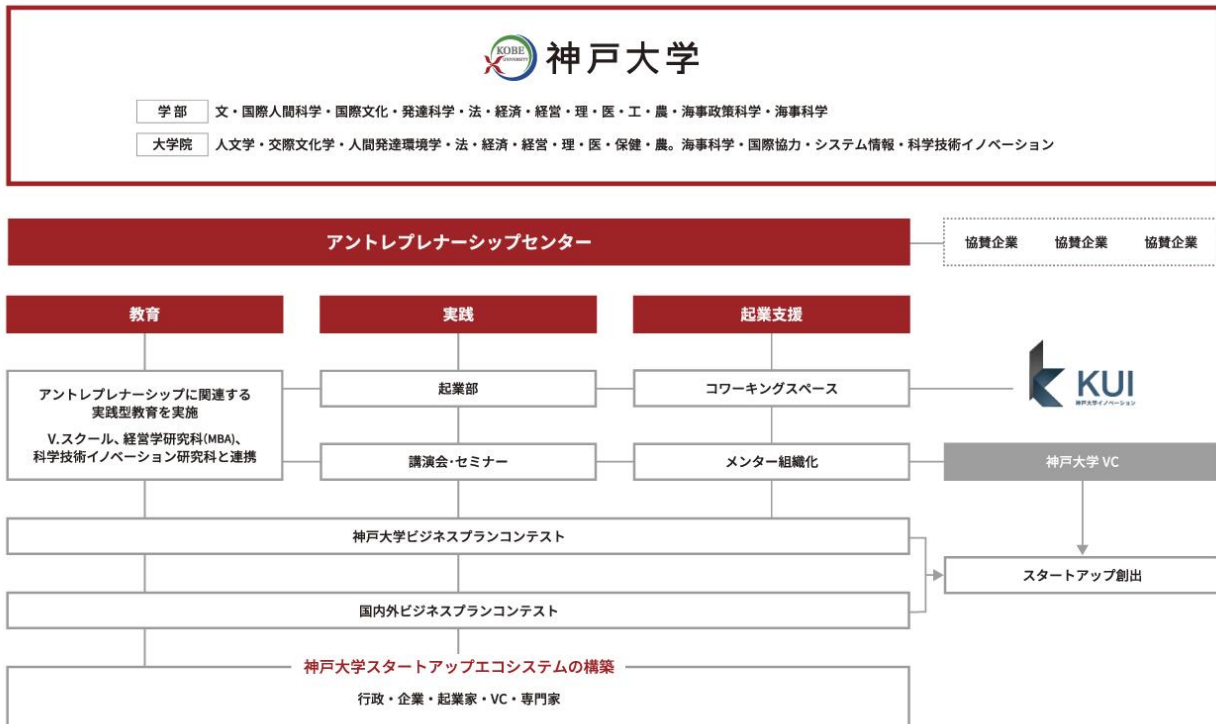 KOBE
UNIVERSITY
神戸大学
学部 文・国際人間科学・国際文化・発達科学・法・経済・経営・理・医・工・農・海事政策科学・海事科学
大学院 人文学・交際文化学・人間発達環境学・法・経済・経営・理・医・保健・農。海事科学・国際協力・システム情報・科学技術イノベーション
アントレプレナーシップセンター
協賛企業 協賛企業 協賛企業
教育 実践 起業支援
アントレプレナーシップに関連する
実践型教育を実施
V.スクール、経営学研究科(MBA)、
科学技術イノベーション研究科と連携
起業部
コワーキングスペース
KUI
神戸大学イノベーション
講演会・セミナー
メンター組織化
神戸大学 VC
神戸大学ビジネスプランコンテスト
スタートアップ創出
国内外ビジネスプランコンテスト
神戸大学スタートアップエコシステムの構築
行政・企業・起業家・VC・専門家